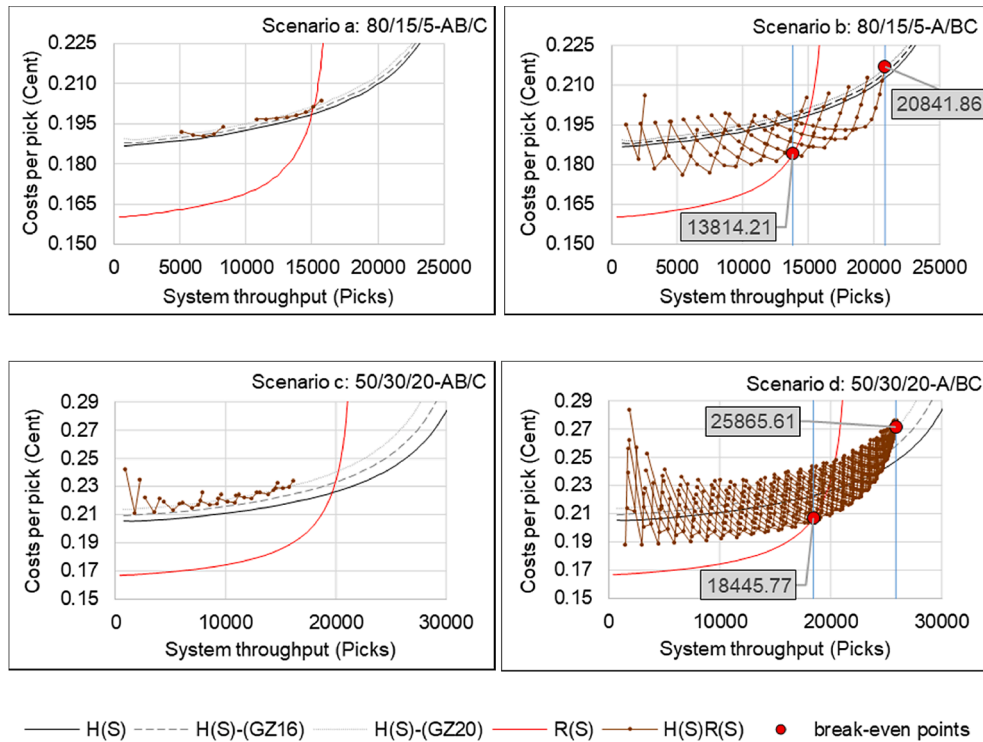 Scenario a: 80/15/5-AB/C
Costs per pick (Cent)
0.225
0.210
0.195
0.180
0.165
0.150
0 5000 10000 15000 20000 25000
System throughput (Picks)
Scenario b: 80/15/5-A/BC
Costs per pick (Cent)
0.225
0.210
0.195
0.180
0.165
0.150
20841.86
13814.21
0 5000 10000 15000 20000 25000
System throughput (Picks)
Scenario c: 50/30/20-AB/C
Costs per pick (Cent)
0.29
0.27
0.25
0.23
0.21
0.19
0.17
0.15
0 10000 20000 30000
System throughput (Picks)
Scenario d: 50/30/20-A/BC
Costs per pick (Cent)
0.29
0.27
0.25
0.23
0.21
0.19
0.17
0.15
25865.61
18445.77
0 10000 20000 30000
System throughput (Picks)
H(S) H(S)-(GZ16) H(S)-(GZ20) R(S) H(S)R(S) break-even points